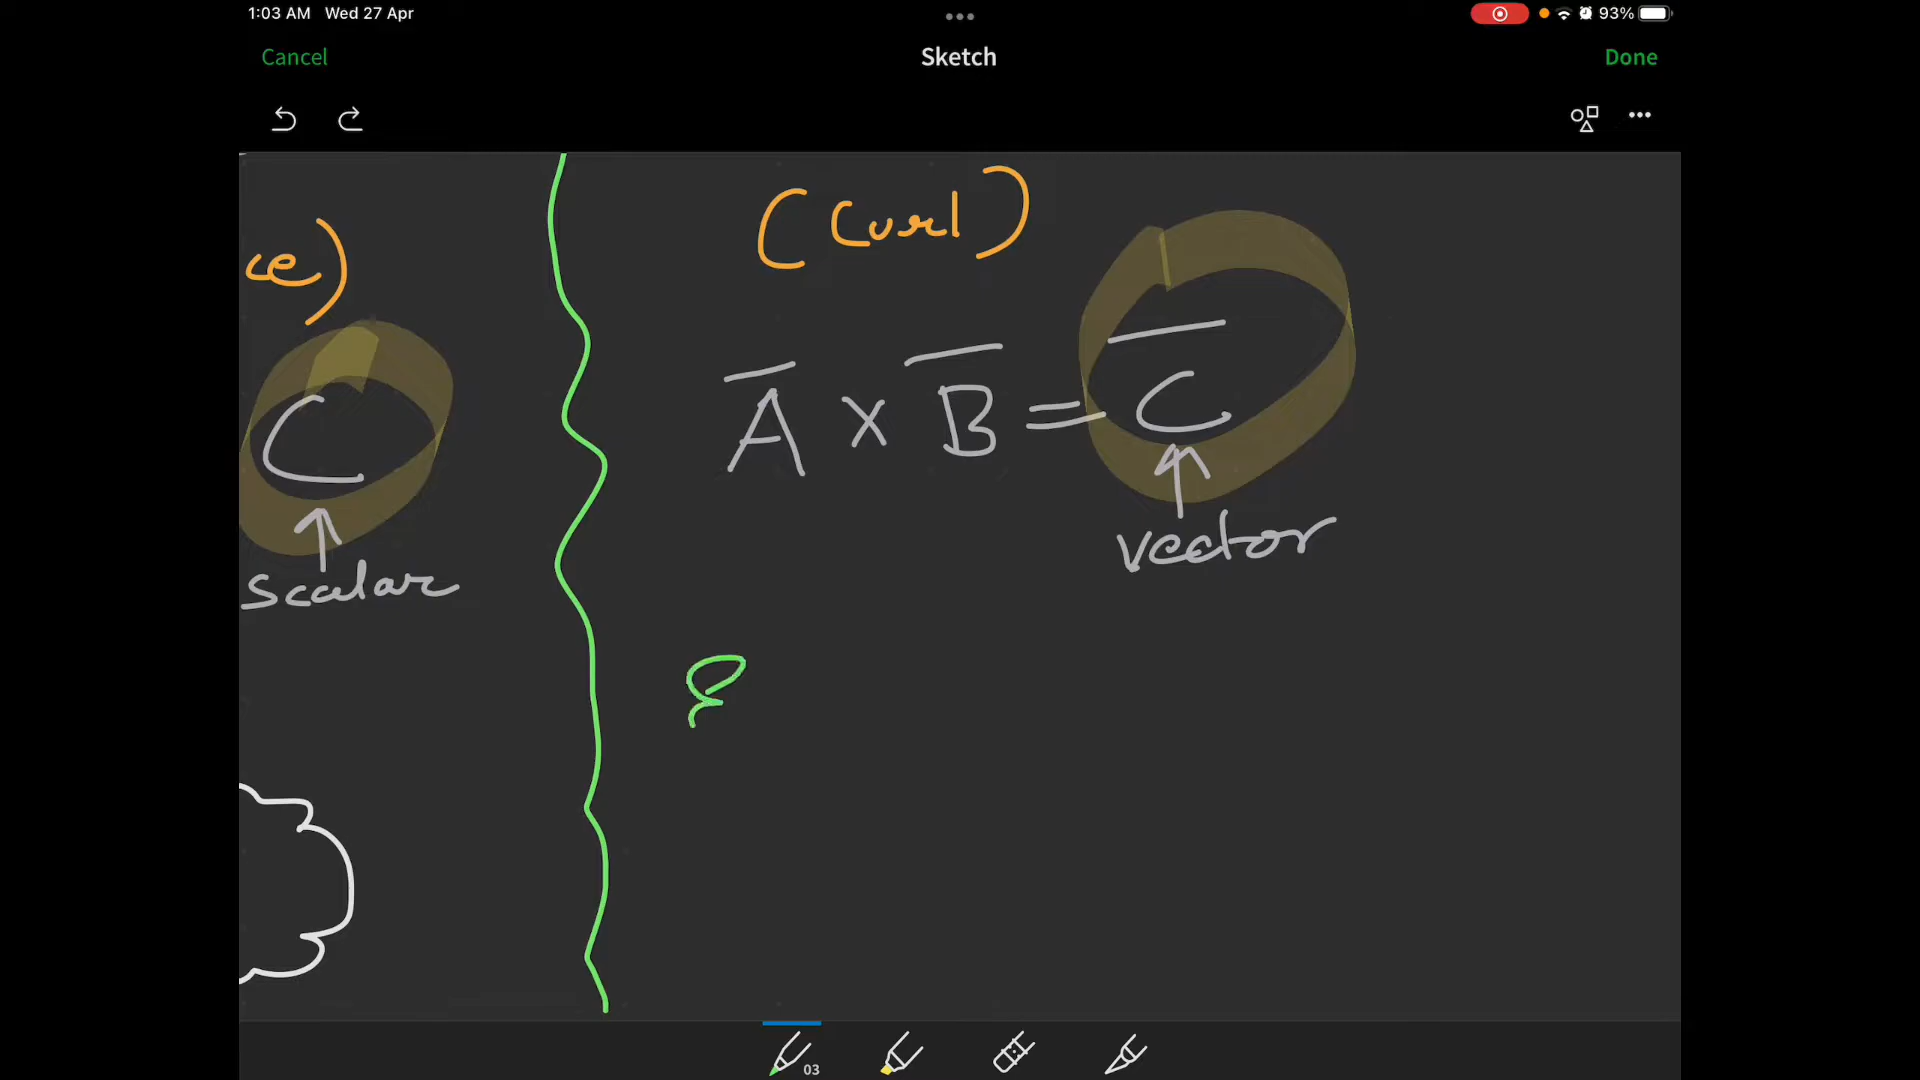 1:03 AM Wed 27 Apr
93%
Cancel
Sketch
Done
ce)
C
scalar
(Curl)
A̅ × B̅ = C̅
vector
03